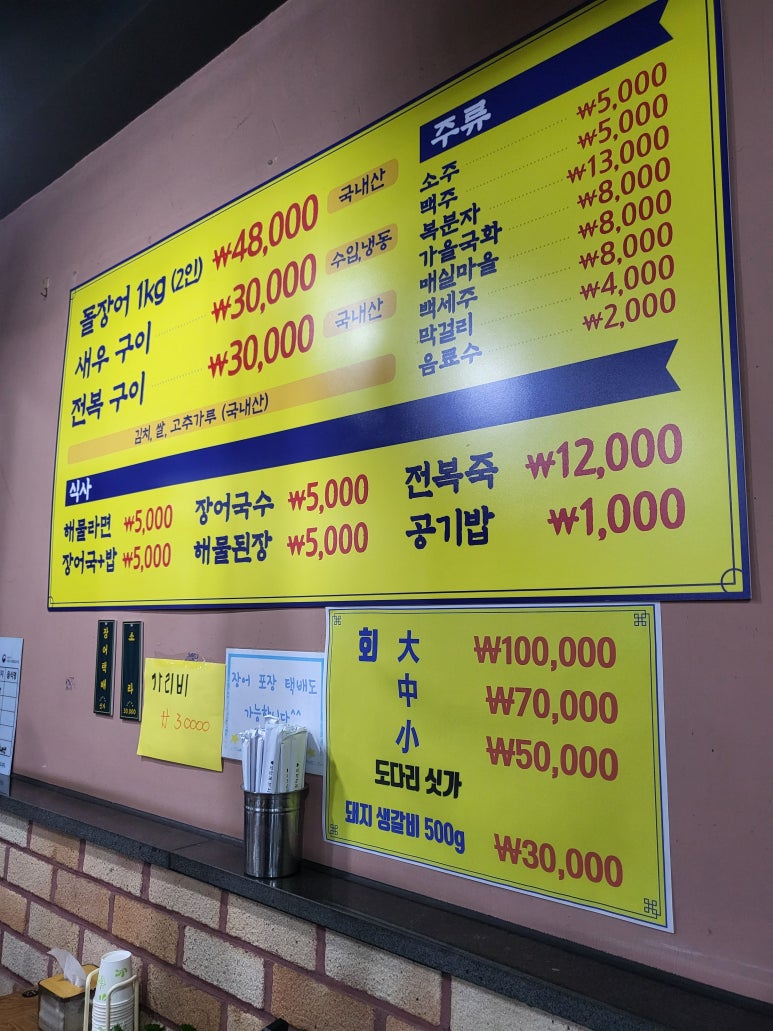 돌장어 1kg (2인) ₩48,000 국내산
새우 구이 ₩30,000 수입,냉동
전복 구이 ₩30,000 국내산
김치, 쌀, 고추가루 (국내산)
주류
소주 ₩5,000
맥주 ₩5,000
복분자 ₩13,000
가을국화 ₩8,000
매실마을 ₩8,000
백세주 ₩8,000
막걸리 ₩4,000
음료수 ₩2,000
식사
해물라면 ₩5,000 장어국수 ₩5,000 전복죽 ₩12,000
장어국+밥 ₩5,000 해물된장 ₩5,000 공기밥 ₩1,000
장어택배
소라
30,000
가리비
₩30000
장어 포장 택배도
가능합니다^^
회 大 ₩100,000
中 ₩70,000
小 ₩50,000
도다리 싯가
돼지 생갈비 500g
₩30,000